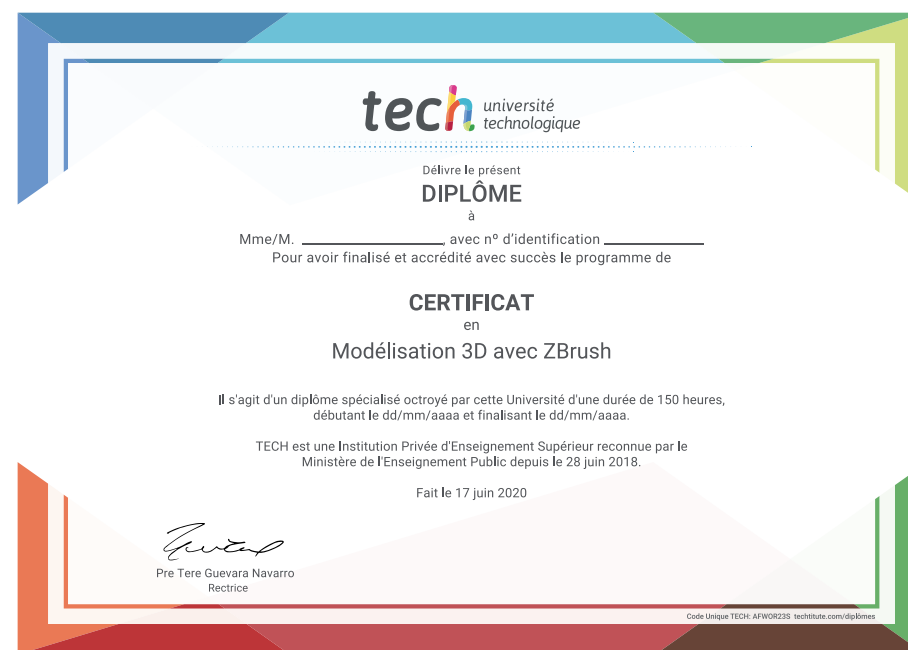 tech université
technologique
Délivre le présent
DIPLÔME
à
Mme/M. ____________________, avec nº d'identification ______________
Pour avoir finalisé et accrédité avec succès le programme de
CERTIFICAT
en
Modélisation 3D avec ZBrush
Il s'agit d'un diplôme spécialisé octroyé par cette Université d'une durée de 150 heures,
débutant le dd/mm/aaaa et finalisant le dd/mm/aaaa.
TECH est une Institution Privée d'Enseignement Supérieur reconnue par le
Ministère de l'Enseignement Public depuis le 28 juin 2018.
Fait le 17 juin 2020
Pre Tere Guevara Navarro
Rectrice
Code Unique TECH: AFWOR23S techtitute.com/diplômes